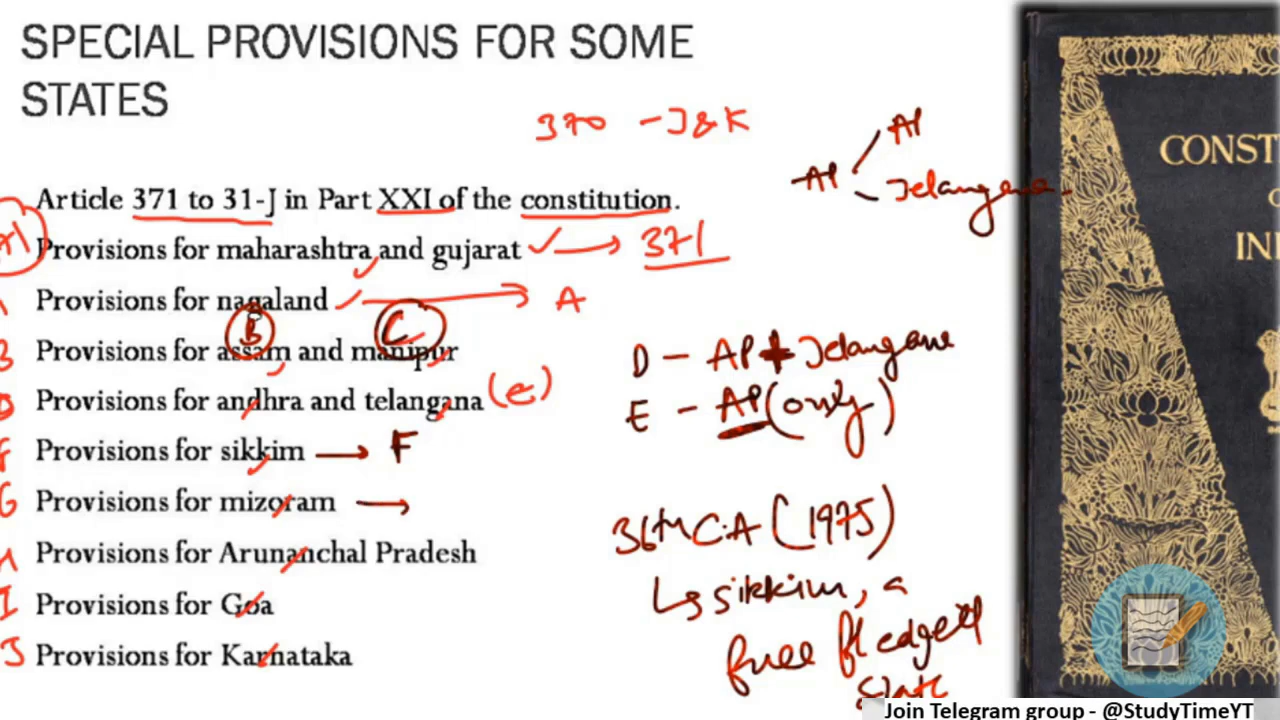 SPECIAL PROVISIONS FOR SOME
STATES
370 - J&K
AP
AP
Telangana
Article 371 to 31-J in Part XXI of the constitution.
Provisions for maharashtra and gujarat
371
Provisions for nagaland
A
B C
B Provisions for assam and manipur
D - AP + Telangana
D Provisions for andhra and telangana (e)
E - AP (only)
F Provisions for sikkim
F
G Provisions for mizoram
36th C.A (1975)
Provisions for Arunanchal Pradesh
sikkim, a
I Provisions for Goa
full fledged
J Provisions for Karnataka
state
CONST
INI
Join Telegram group - @StudyTimeYT